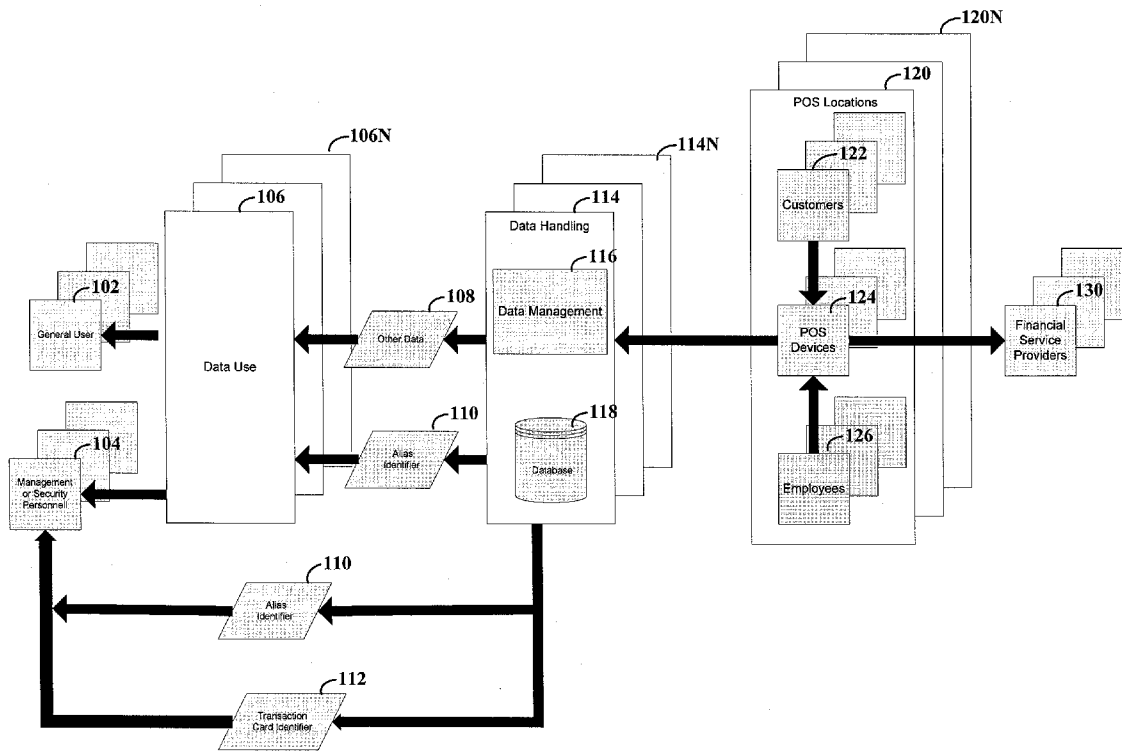 120N
120
POS Locations
106N
114N
122
106
114
Customers
Data Handling
116
102
108
124
130
General User
Data Management
Other Data
POS
Devices
Financial
Service
Providers
Data Use
110
118
104
126
Alias
Identifier
Database
Management
or Security
Personnell
Employees
110
Alias
Identifier
112
Transaction
Card Identifier